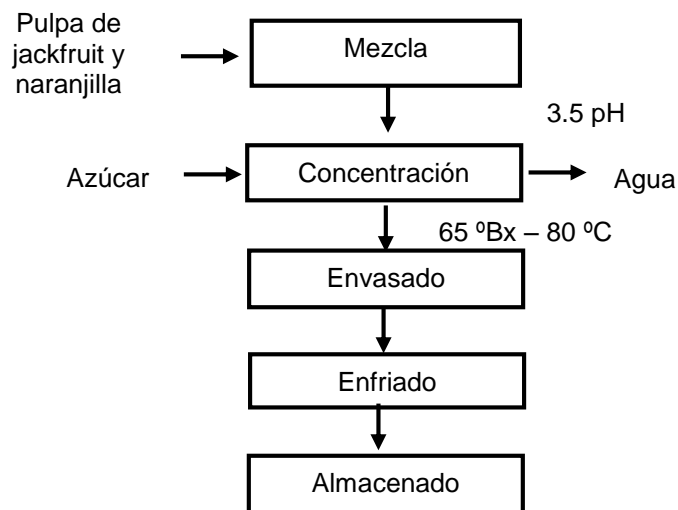 Pulpa de
jackfruit y
naranjilla
Mezcla
3.5 pH
Azúcar
Concentración
Agua
65 ºBx – 80 ºC
Envasado
Enfriado
Almacenado